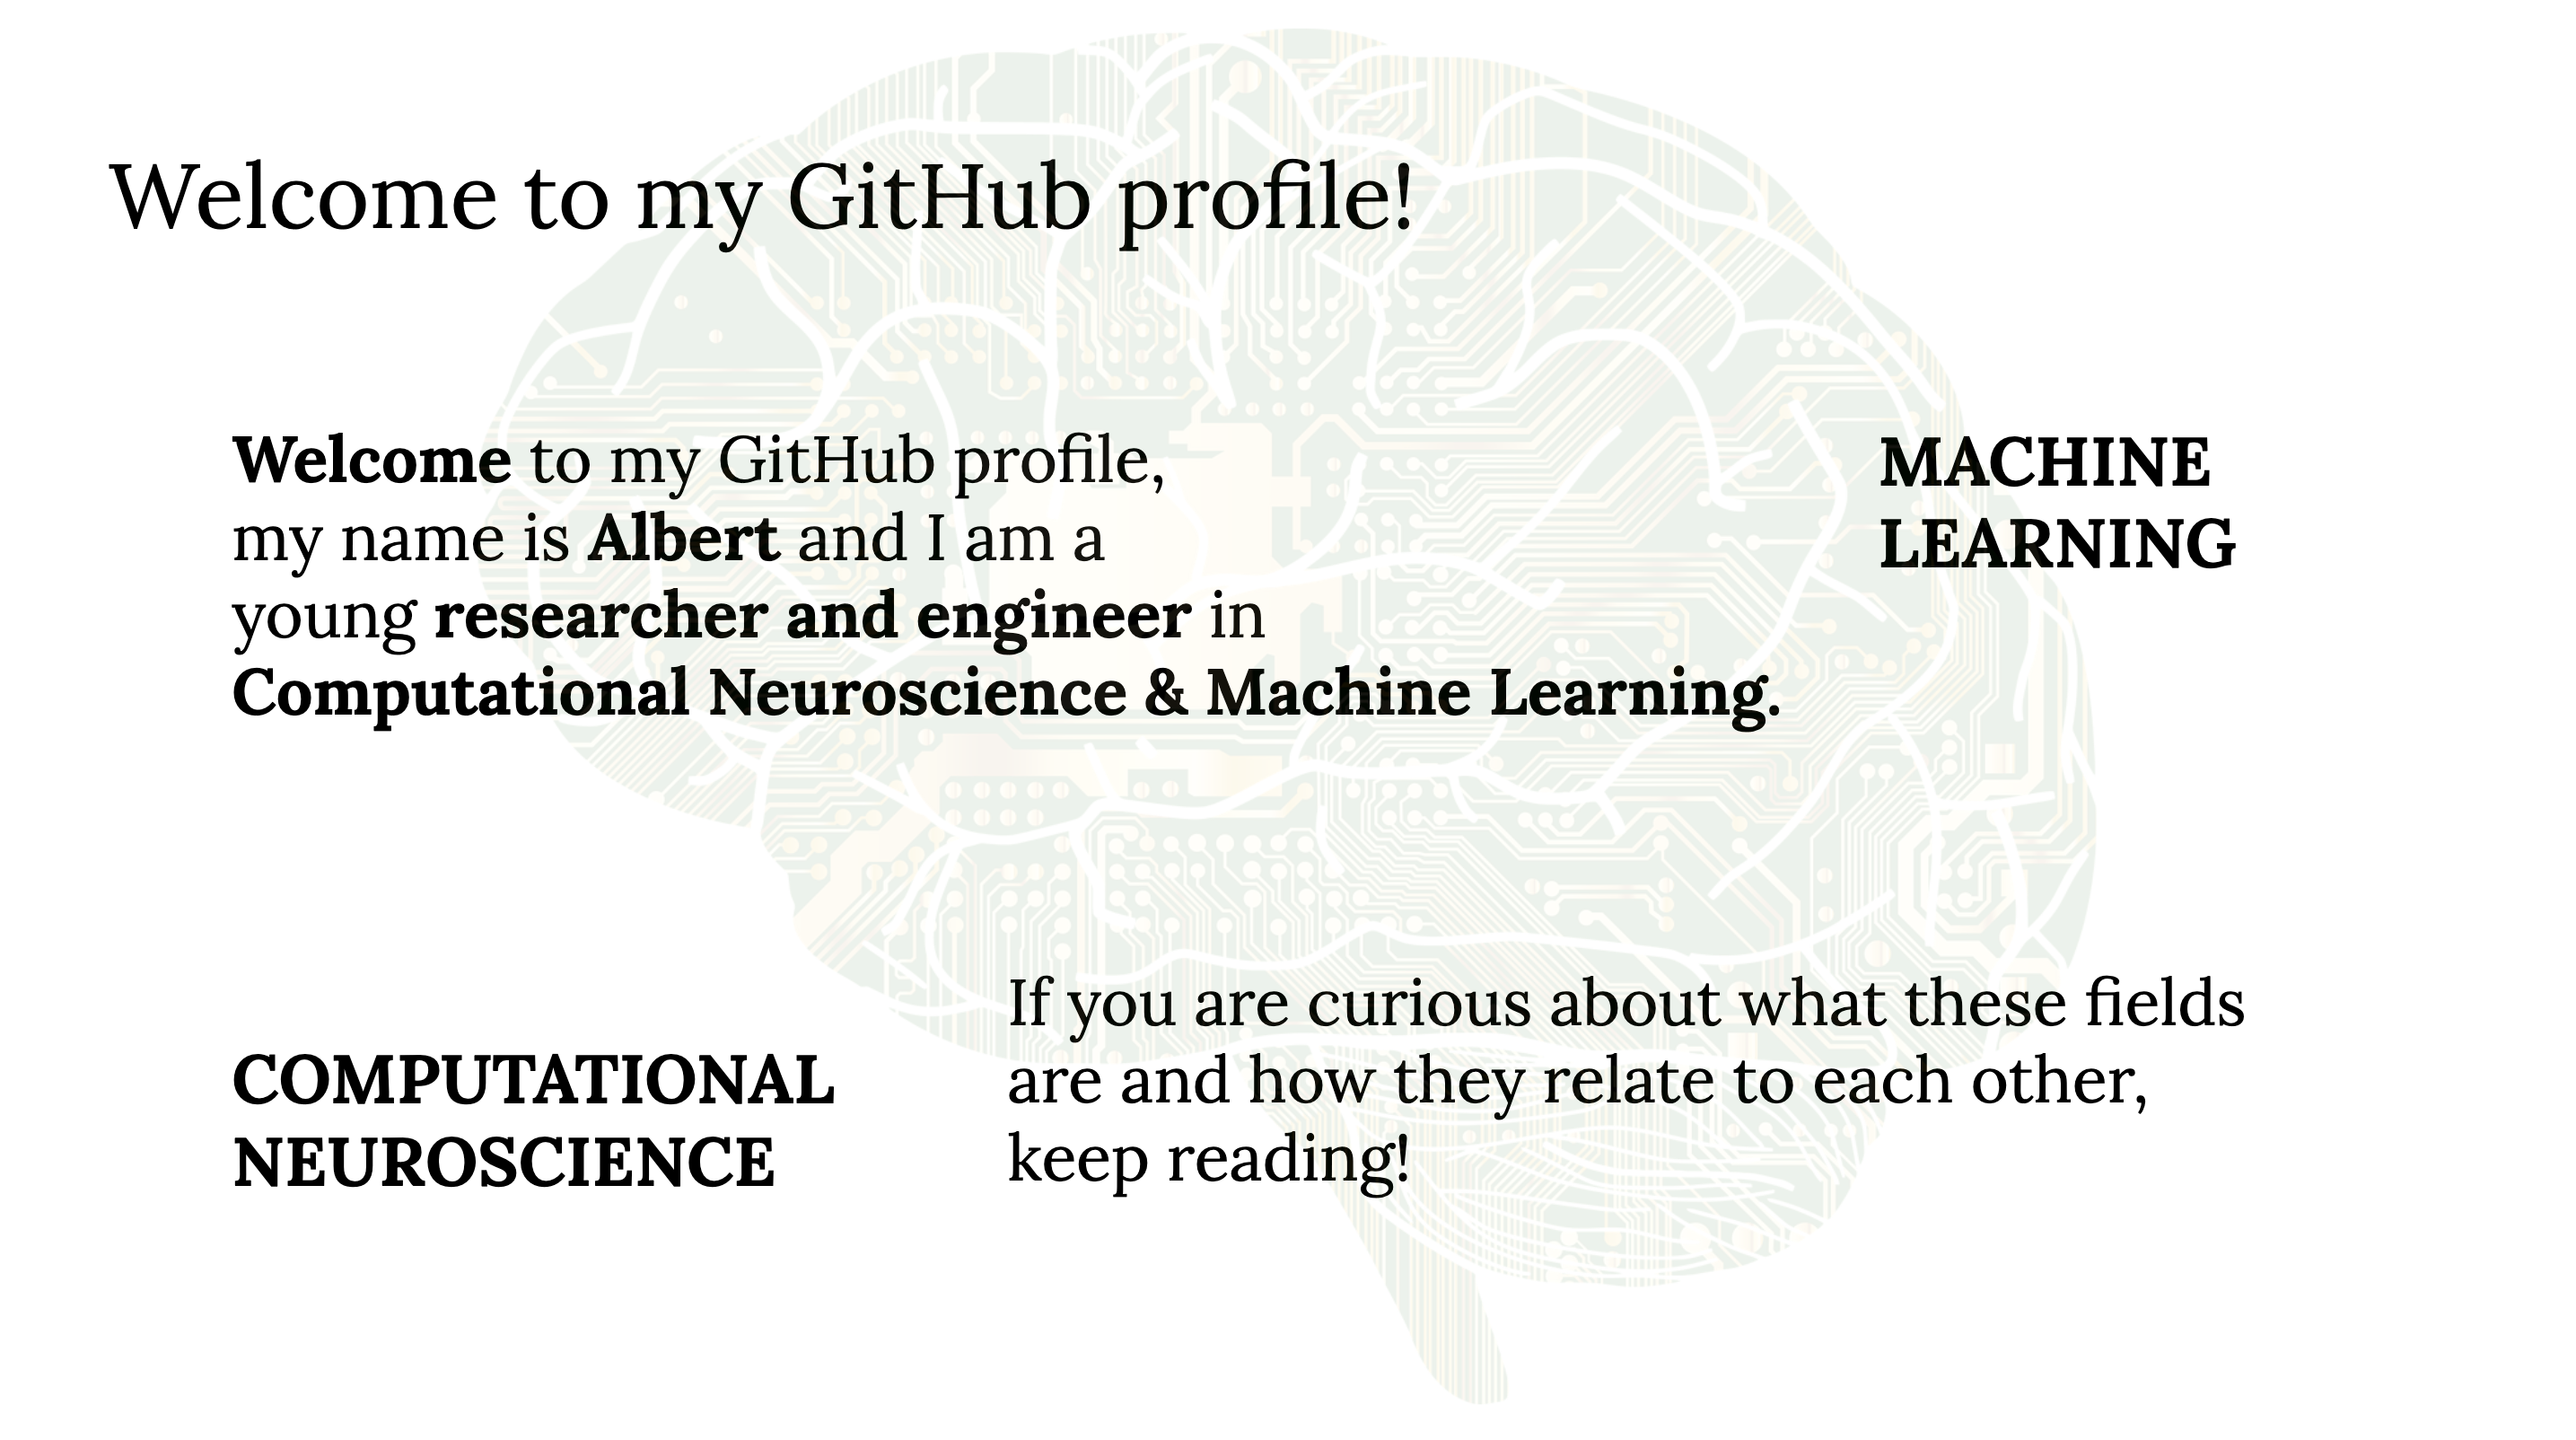 Welcome to my GitHub profile!
Welcome to my GitHub profile,
my name is Albert and I am a
young researcher and engineer in
Computational Neuroscience & Machine Learning.
MACHINE
LEARNING
COMPUTATIONAL
NEUROSCIENCE
If you are curious about what these fields
are and how they relate to each other,
keep reading!